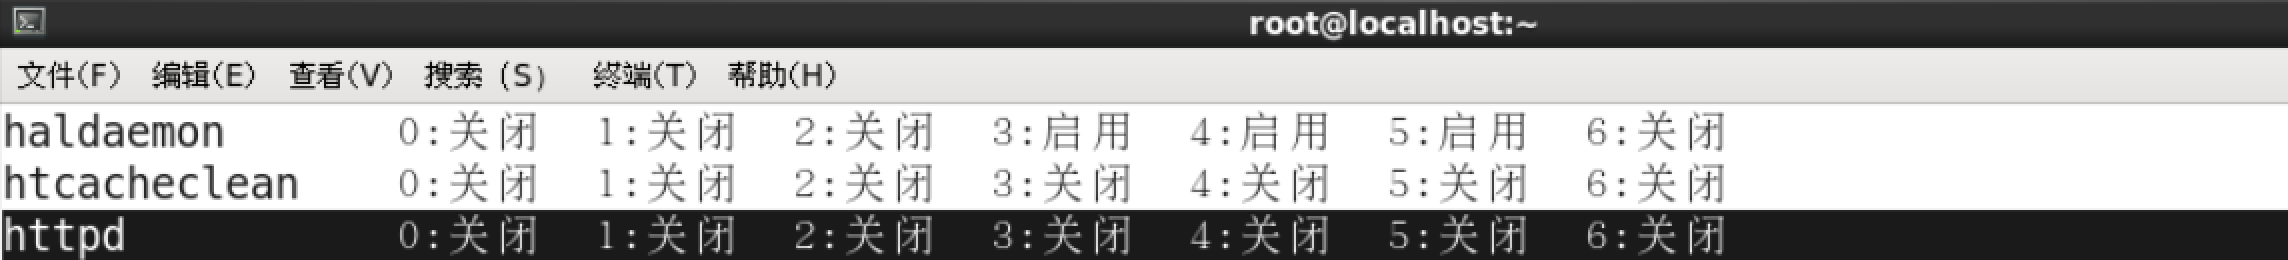 root@localhost:~
文件(F) 编辑(E) 查看(V) 搜索 (S) 终端(T) 帮助(H)
haldaemon 0:关闭 1:关闭 2:关闭 3:启用 4:启用 5:启用 6:关闭
htcacheclean 0:关闭 1:关闭 2:关闭 3:关闭 4:关闭 5:关闭 6:关闭
httpd 0:关闭 1:关闭 2:关闭 3:关闭 4:关闭 5:关闭 6:关闭